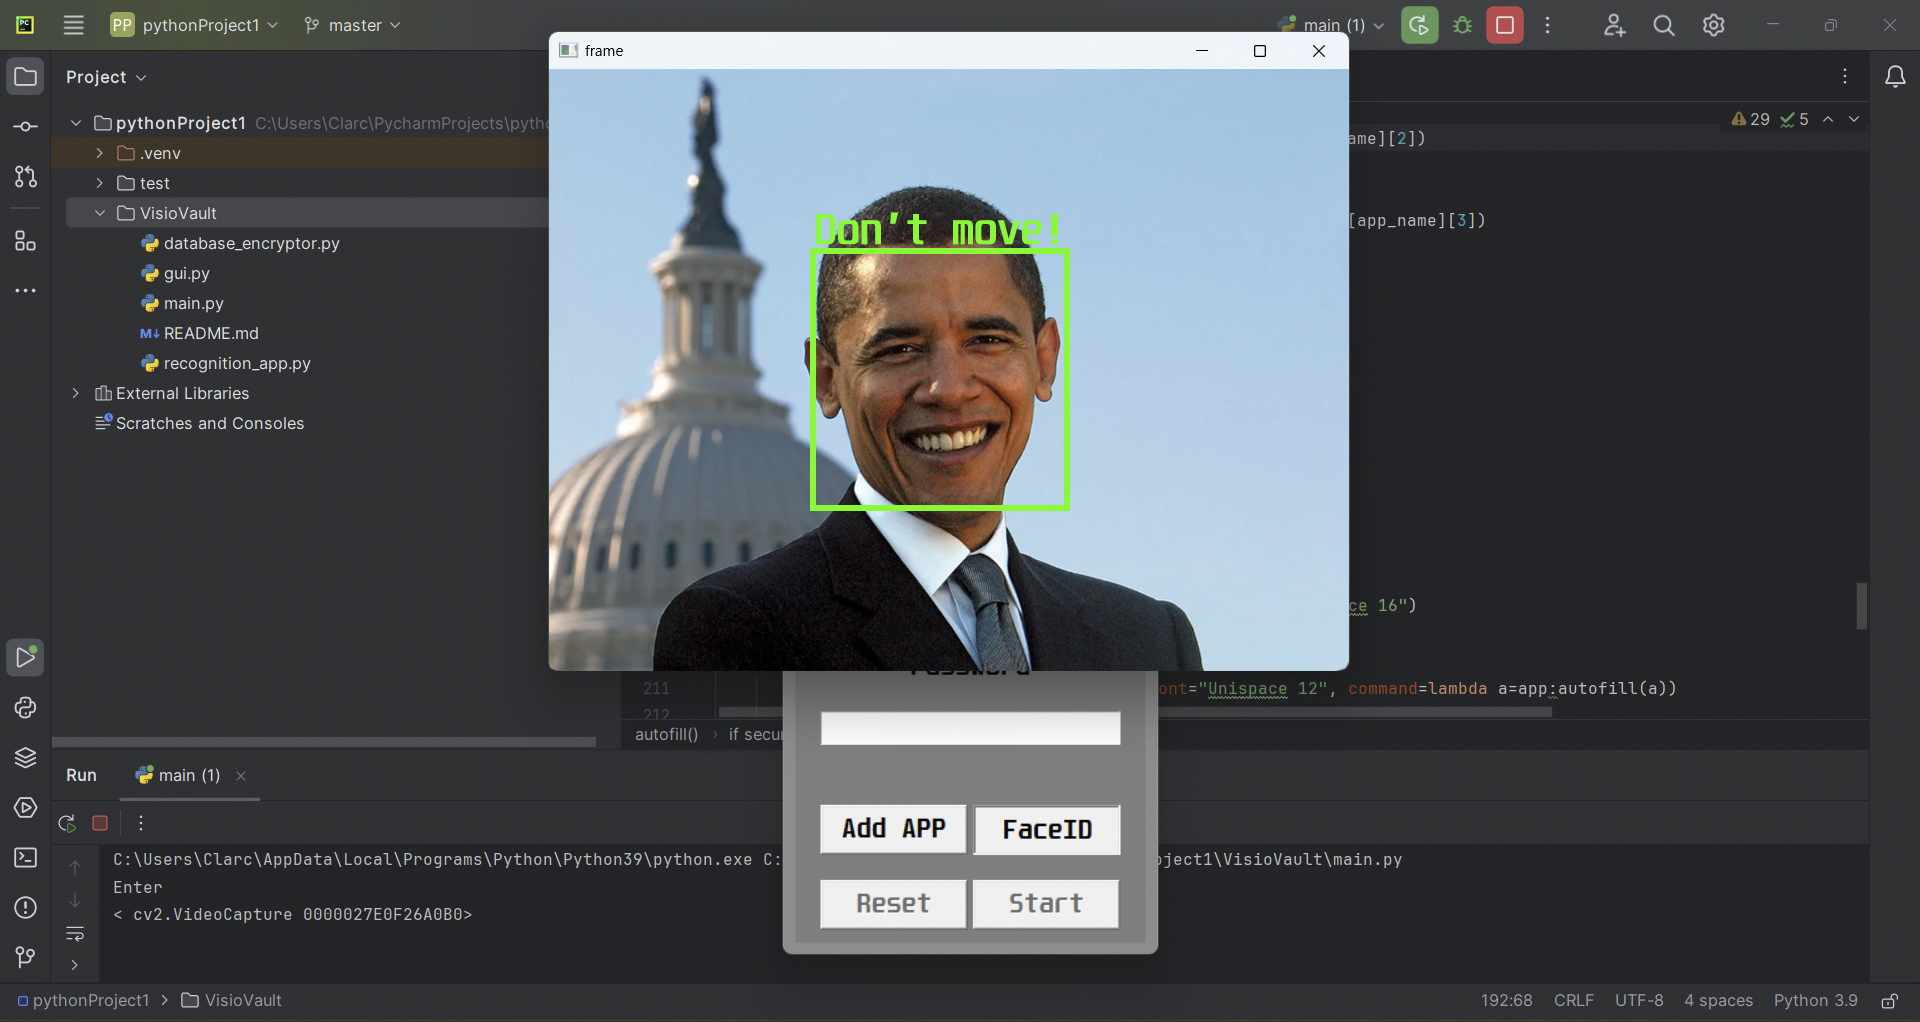 PC
PP pythonProject1
master
main (1)
frame
Project
pythonProject1 C:\Users\Clarc\PycharmProjects\pytho
.venv
test
VisioVault
database_encryptor.py
gui.py
main.py
M↓ README.md
recognition_app.py
External Libraries
Scratches and Consoles
29 5
ame][2])
[app_name][3])
Don't move!
ce 16")
211 ont="Unispace 12", command=lambda a=app:autofill(a))
212
autofill() › if secu
Password
Run main (1)
Add APP FaceID
Reset Start
C:\Users\Clarc\AppData\Local\Programs\Python\Python39\python.exe C: oject1\VisioVault\main.py
Enter
< cv2.VideoCapture 0000027E0F26A0B0>
pythonProject1 > VisioVault
192:68 CRLF UTF-8 4 spaces Python 3.9